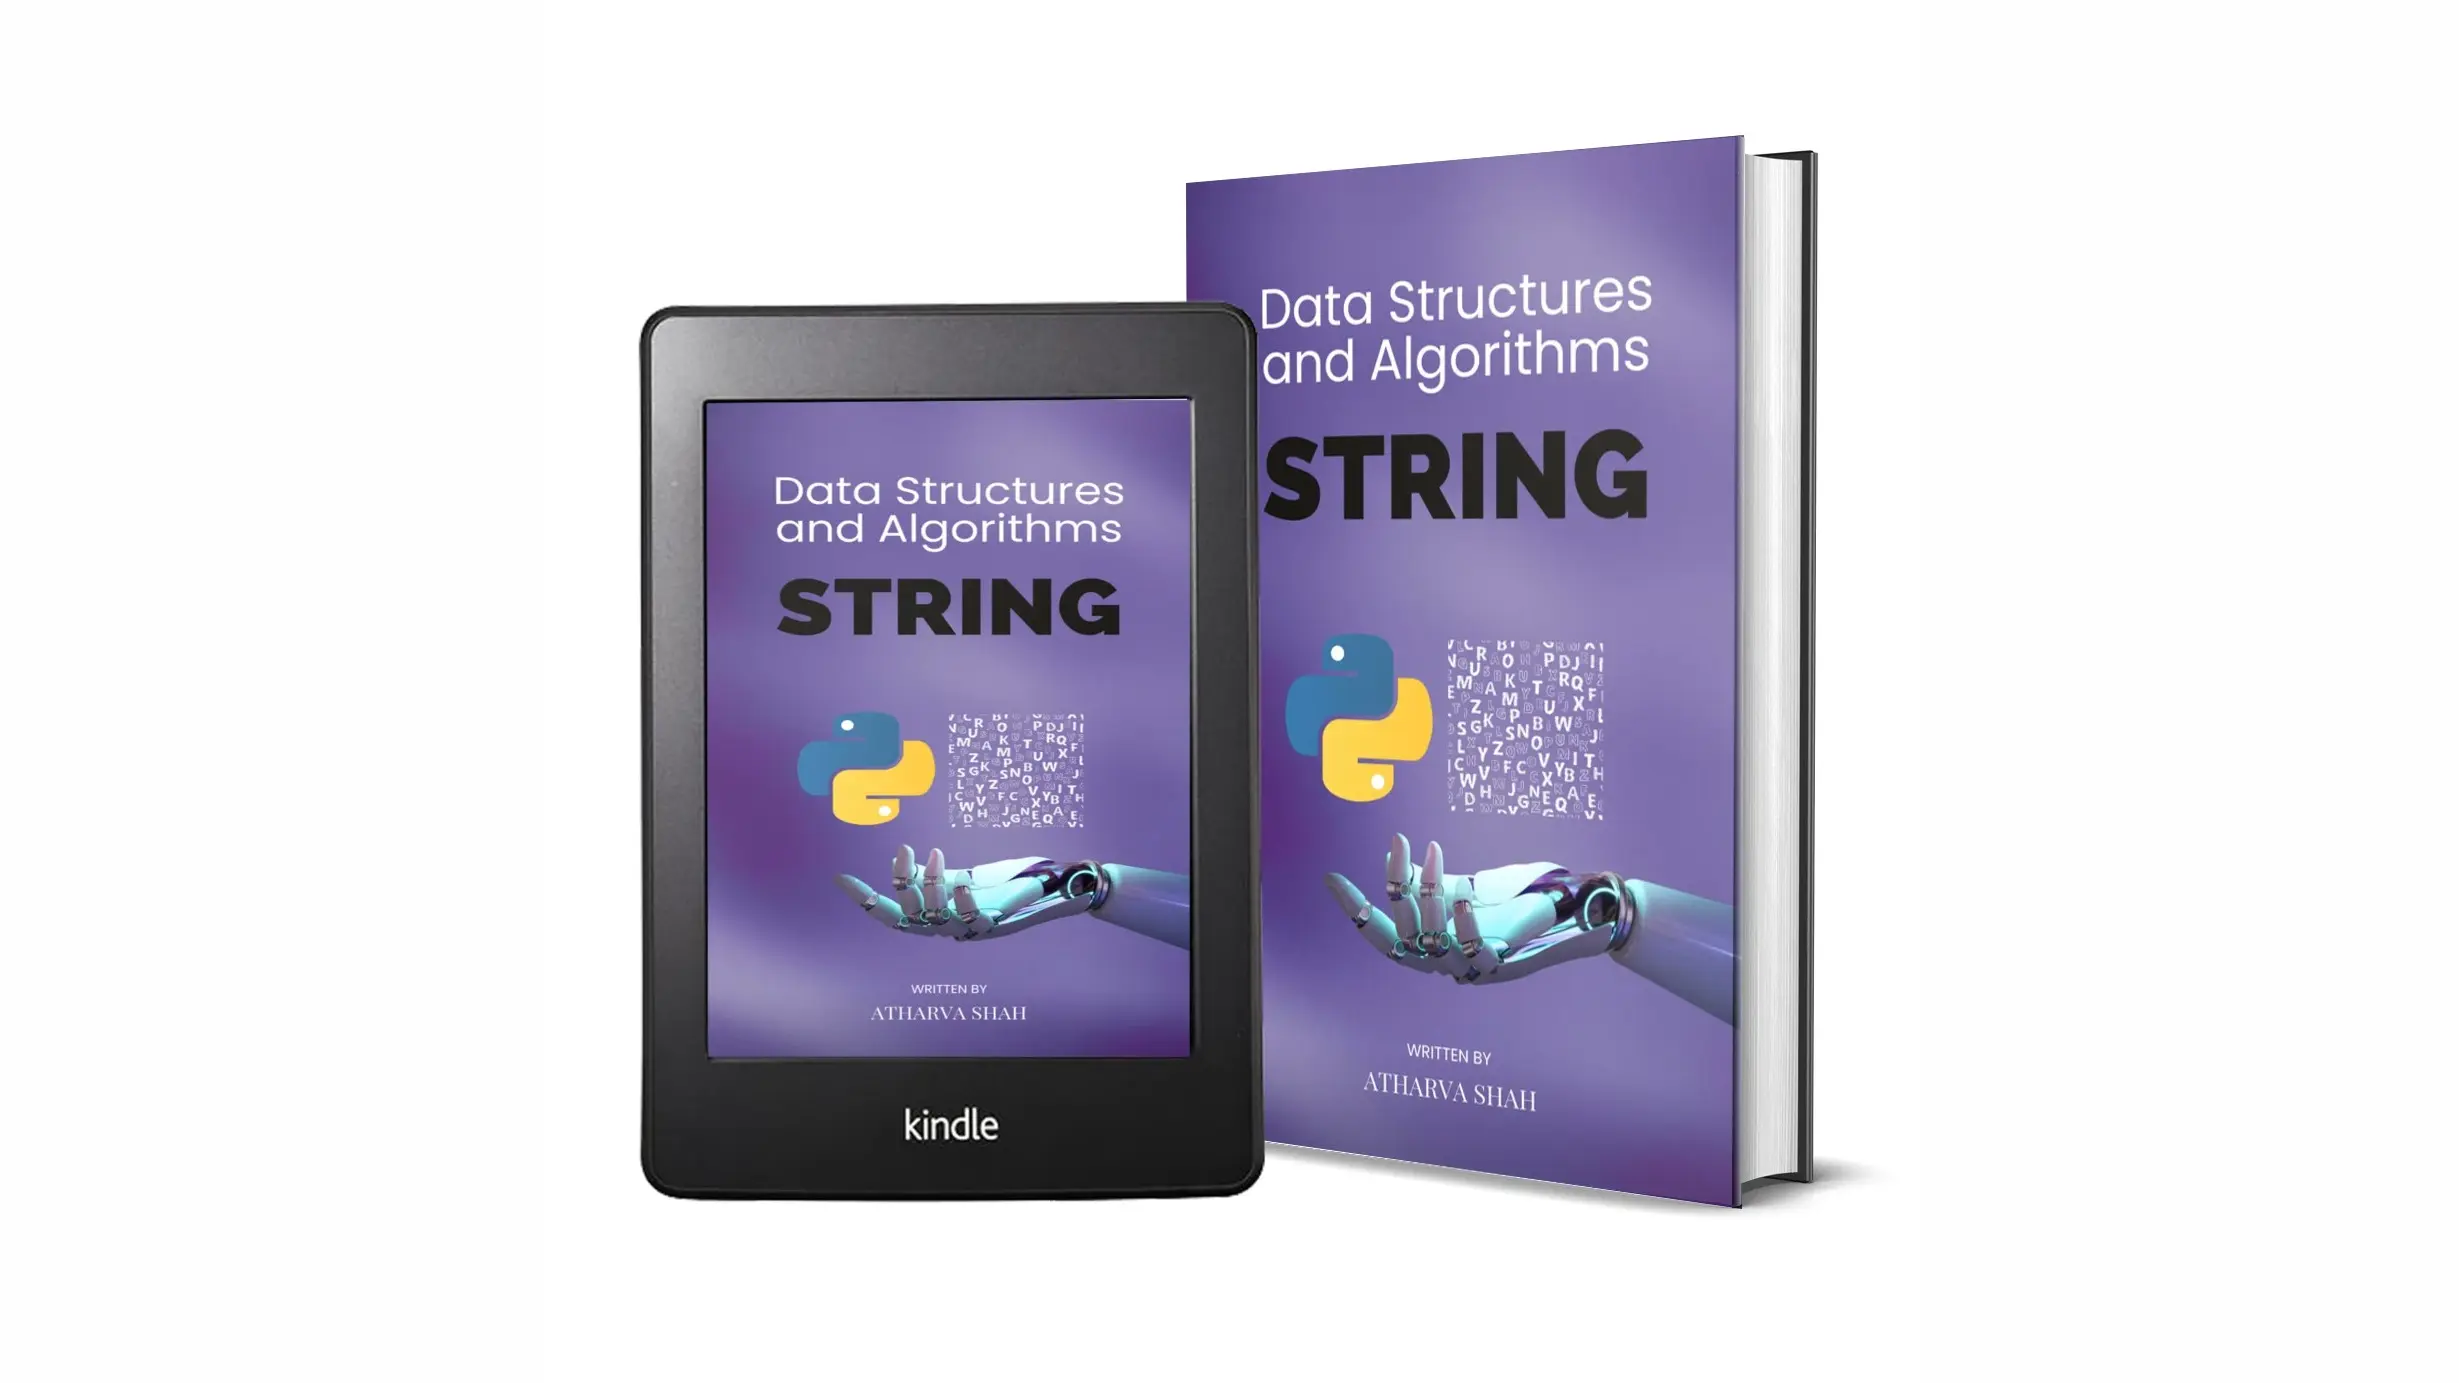 Data Structures
and Algorithms
STRING
WRITTEN BY
ATHARVA SHAH
kindle
Data Structures
and Algorithms
STRING
WRITTEN BY
ATHARVA SHAH